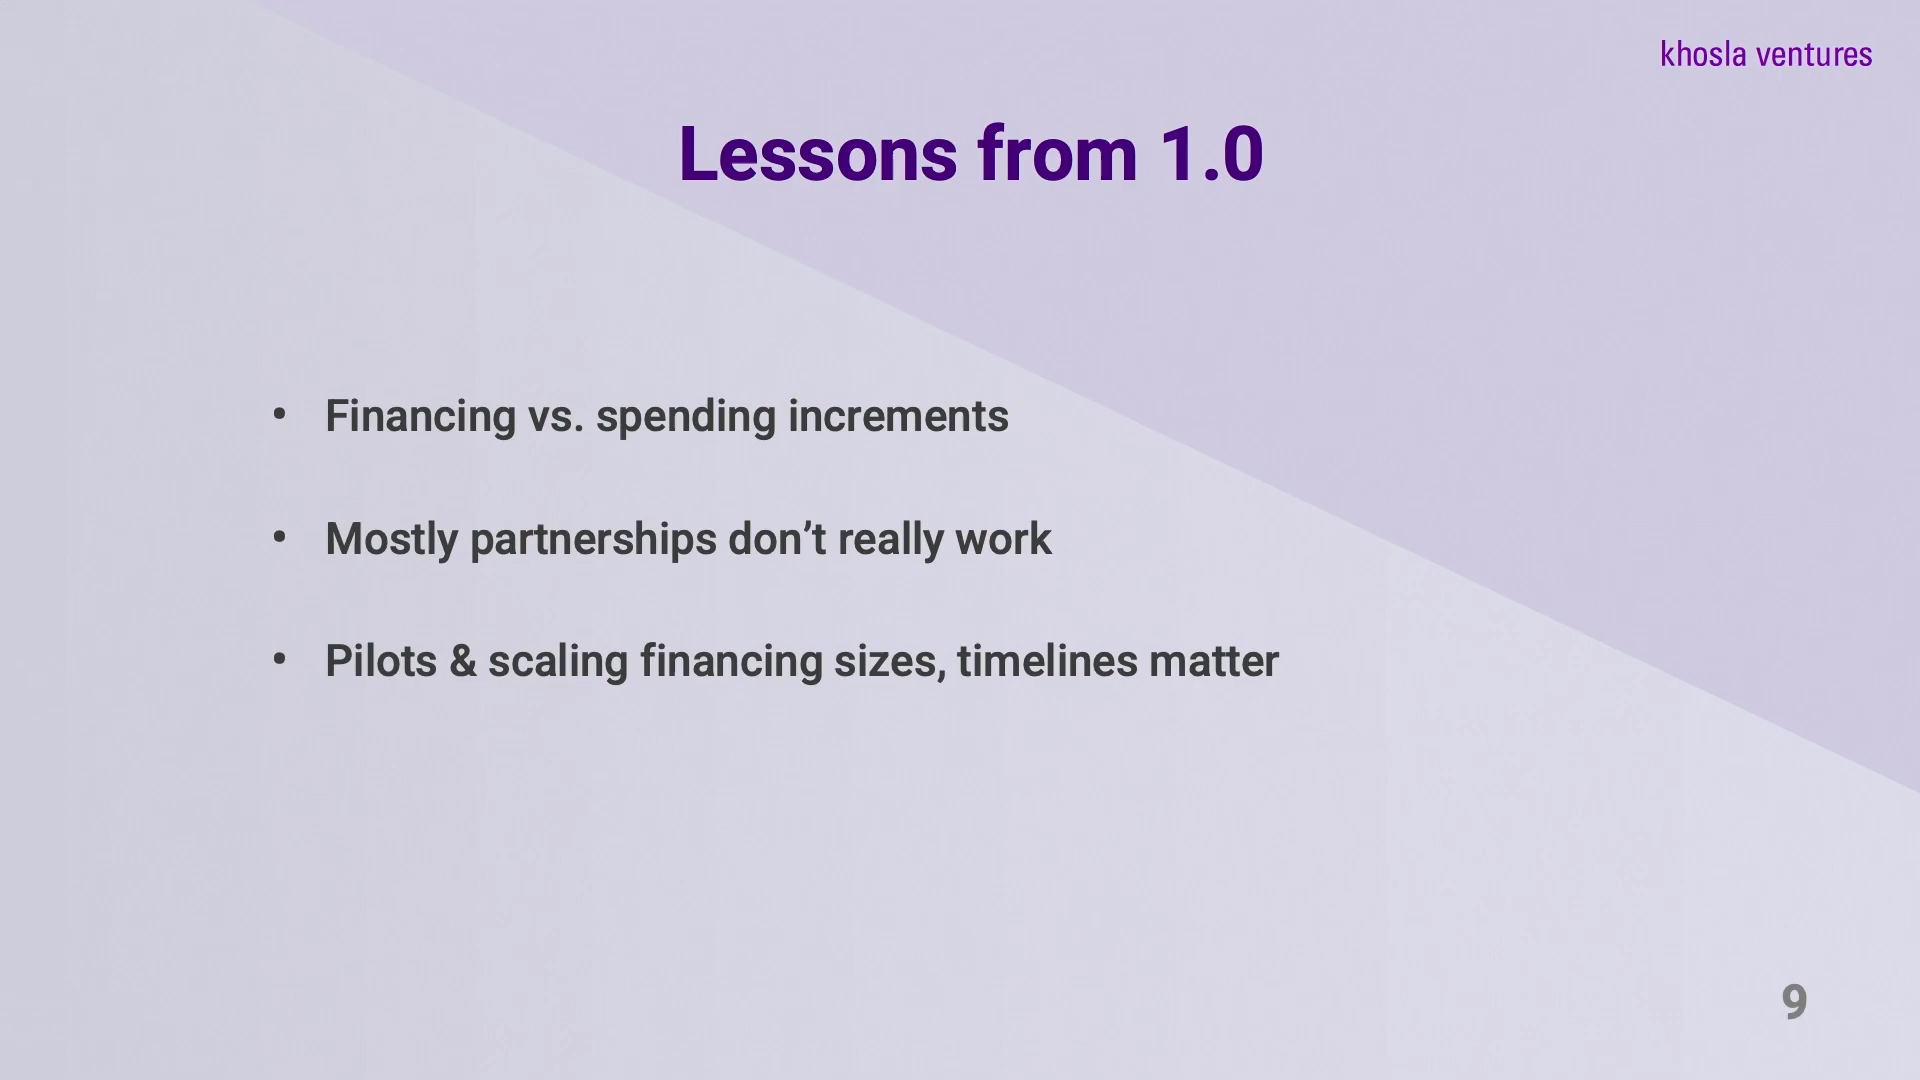 khosla ventures
Lessons from 1.0
• Financing vs. spending increments
• Mostly partnerships don’t really work
• Pilots & scaling financing sizes, timelines matter
9